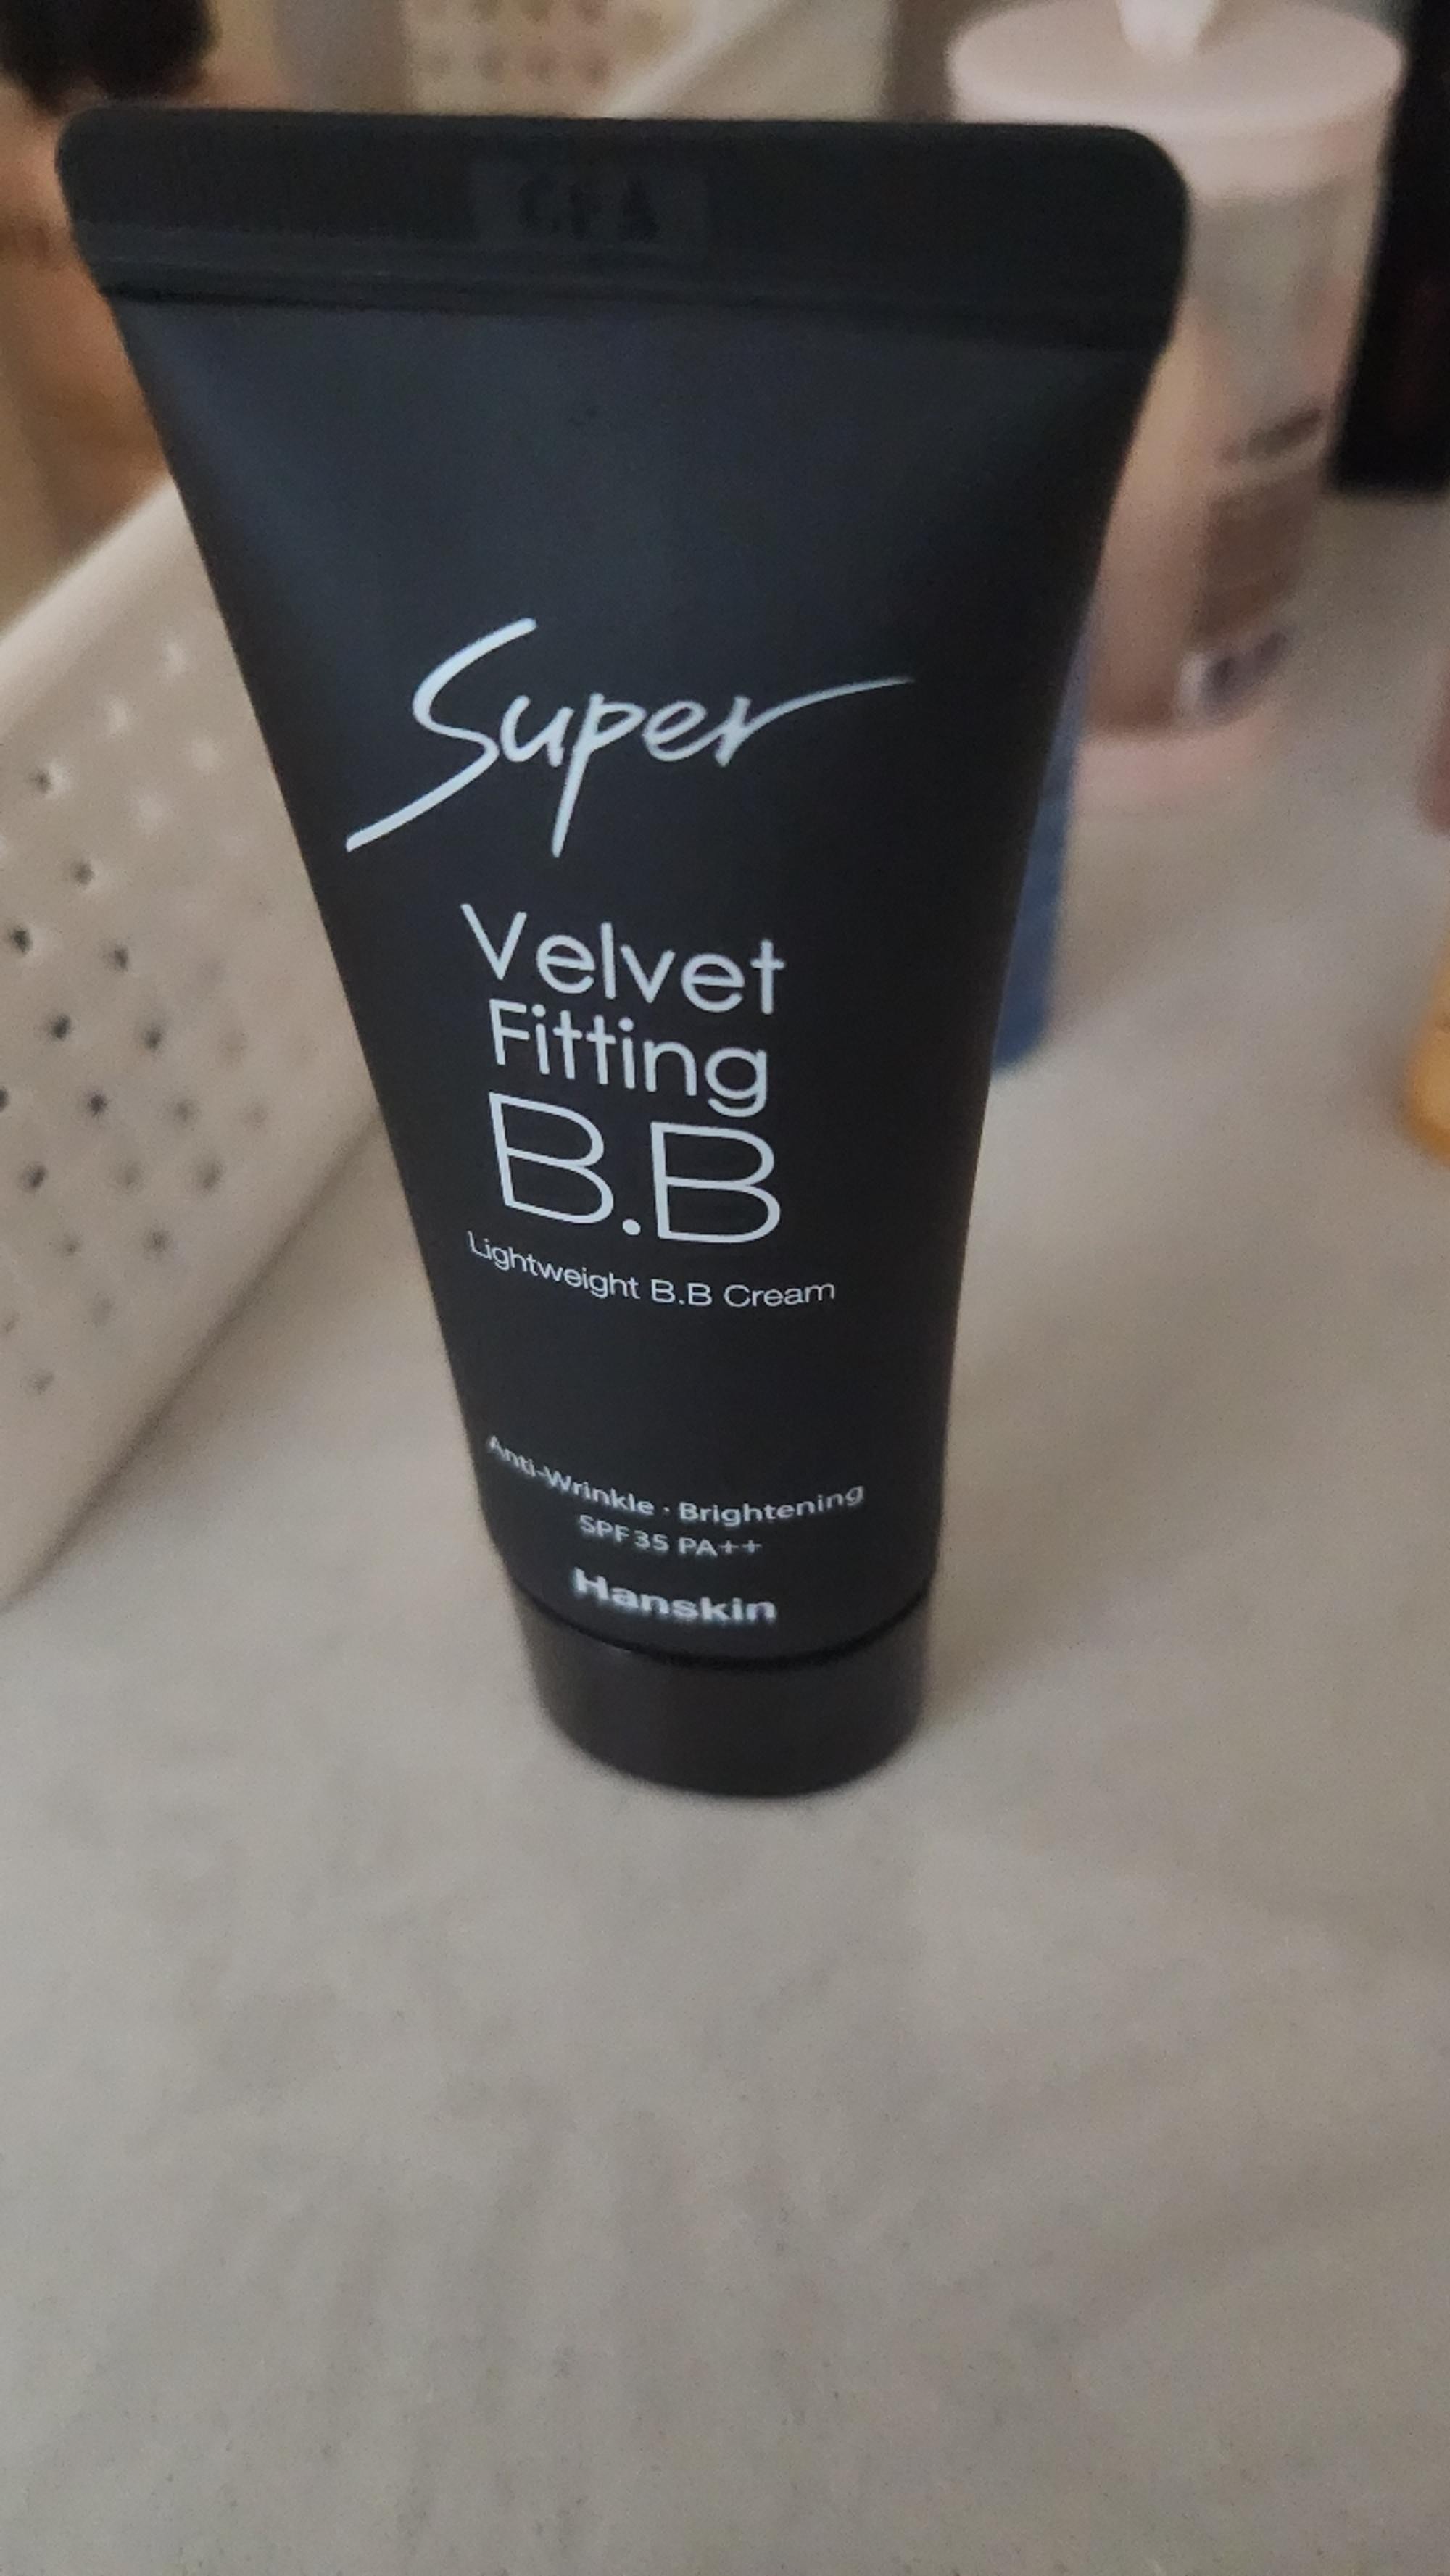 Super
Velvet
Fitting
B.B
Lightweight B.B Cream
Anti-Wrinkle · Brightening
SPF35 PA++
Hanskin